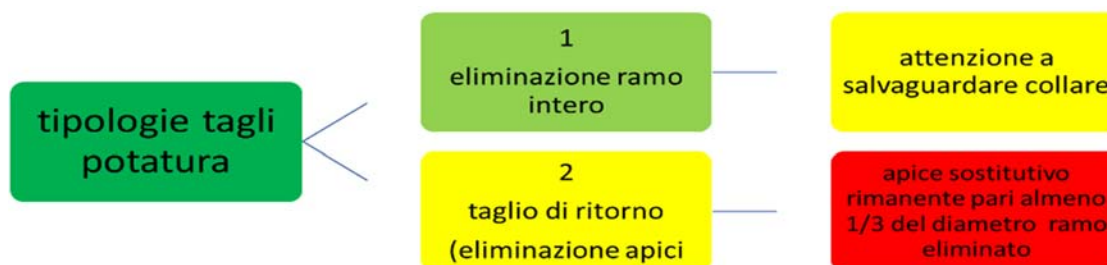 tipologie tagli
potatura
1
eliminazione ramo
intero
attenzione a
salvaguardare collare
2
taglio di ritorno
(eliminazione apici
apice sostitutivo
rimanente pari almeno
1/3 del diametro ramo
eliminato